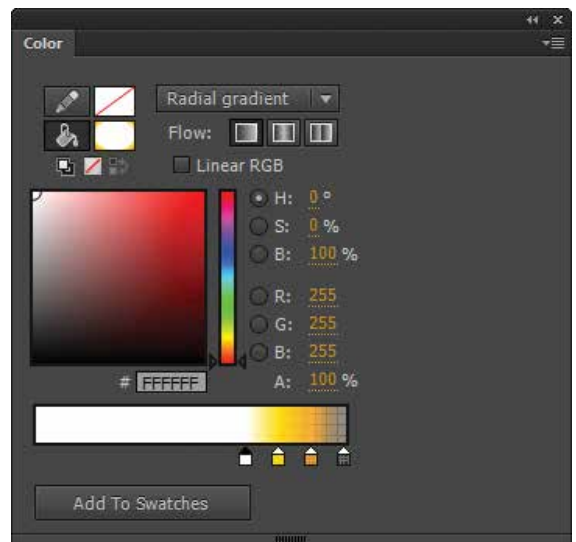 Color
Radial gradient
Flow:
Linear RGB
H: 0 °
S: 0 %
B: 100 %
R: 255
G: 255
B: 255
# FFFFFF
A: 100 %
Add To Swatches